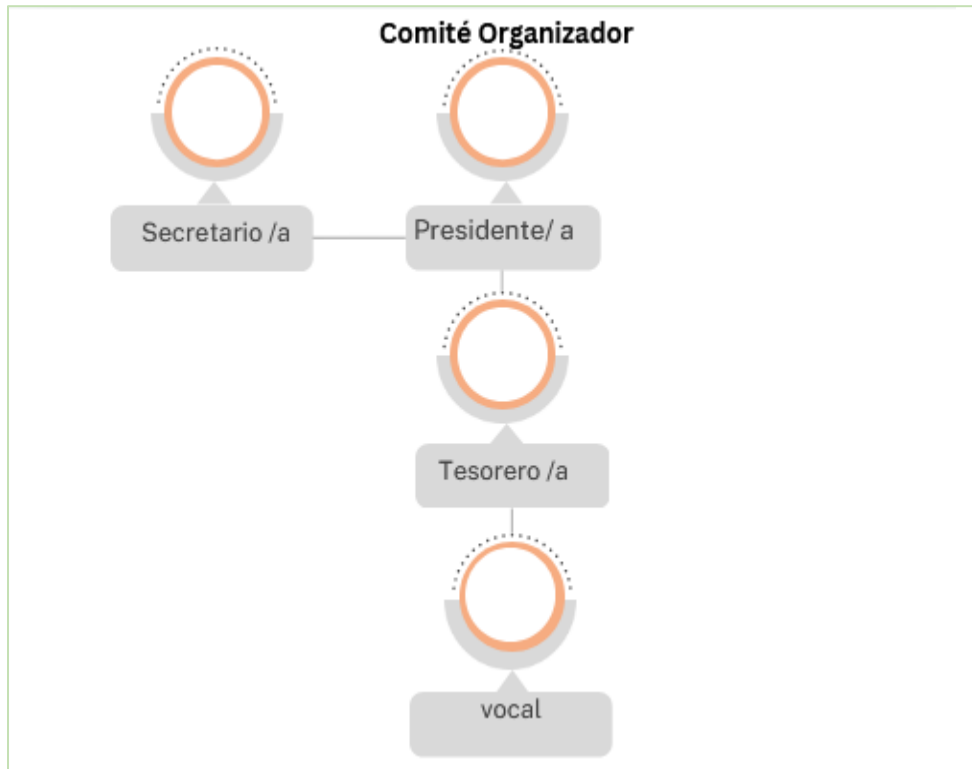 Comité Organizador
Secretario /a
Presidente/ a
Tesorero /a
vocal